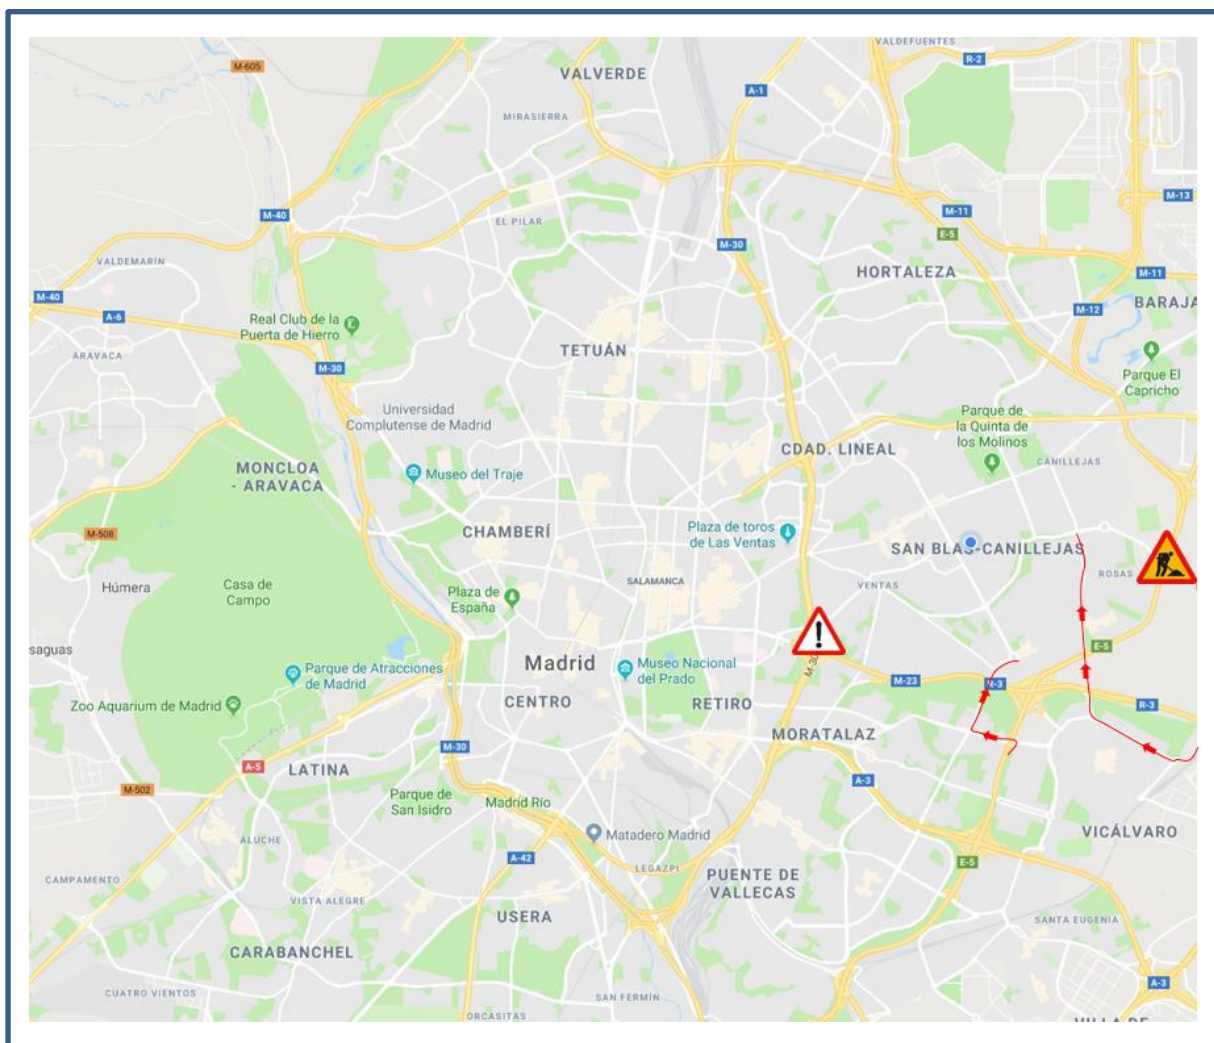 VALDEFUENTES
R-2
M-605
VALVERDE
A-1
MIRASIERRA
M-13
M-40
EL PILAR
M-11
E-5
M-30
VALDEMARÍN
HORTALEZA
M-11
M-40
BARAJA
A-6
M-12
Real Club de la
Puerta de Hierro
ARAVACA
TETUÁN
M-30
Parque El
Capricho
Universidad
Complutense de Madrid
Parque de
la Quinta de
los Molinos
CDAD. LINEAL
CANILLEJAS
MONCLOA
- ARAVACA
Museo del Traje
M-508
CHAMBERÍ
Plaza de toros
de Las Ventas
SAN BLAS-CANILLEJAS
ROSAS
Húmera
Casa de
Campo
SALAMANCA
VENTAS
Plaza de
España
!
E-5
saguas
Madrid
Museo Nacional
del Prado
M-30
Parque de Atracciones
de Madrid
M-23
R-3
Zoo Aquarium de Madrid
CENTRO
RETIRO
R-3
MORATALAZ
M-30
A-5
LATINA
A-3
M-502
Parque de
San Isidro
Madrid Río
Matadero Madrid
VICÁLVARO
ALUCHE
A-42
LEGAZPI
E-5
CAMPAMENTO
PUENTE DE
VALLECAS
VISTA ALEGRE
USERA
SANTA EUGENIA
CARABANCHEL
A-3
CUATRO VIENTOS
SAN FERMÍN
ORCASITAS
VILLA DE